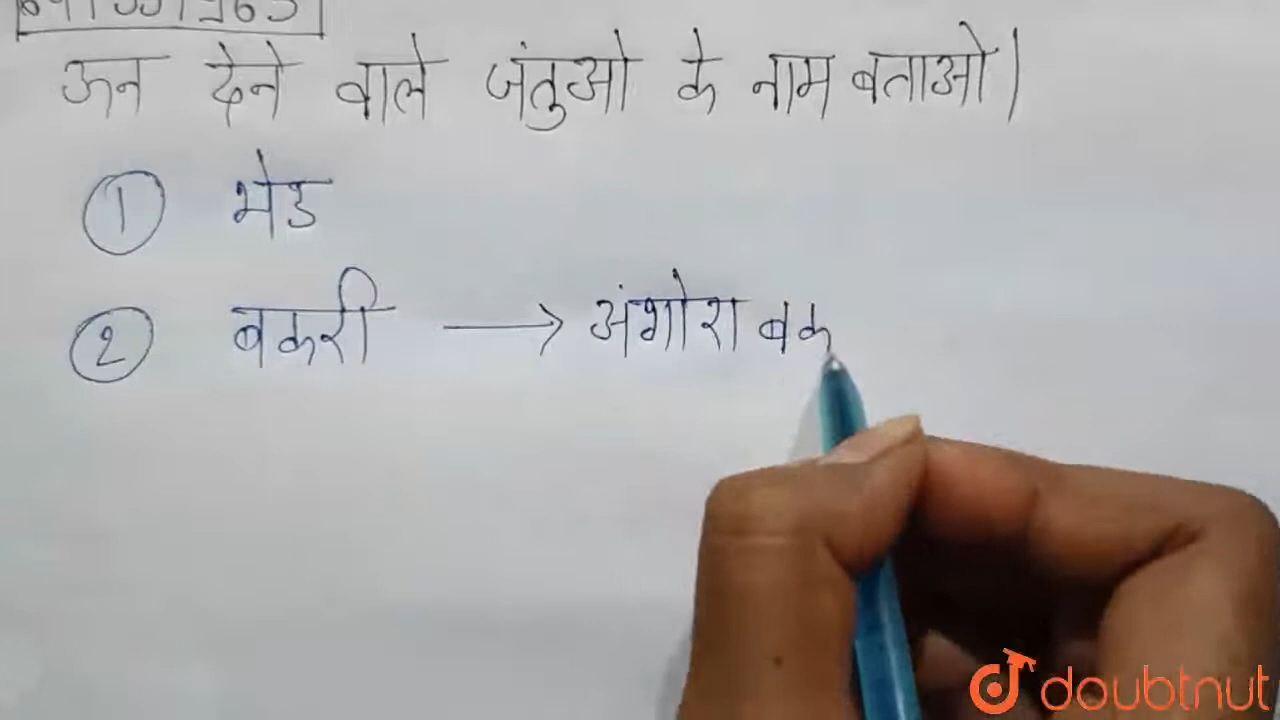 ऊन देने वाले जंतुओ के नाम बताओ।
① भेड
② बकरी → अंगोरा बक
doubtnut